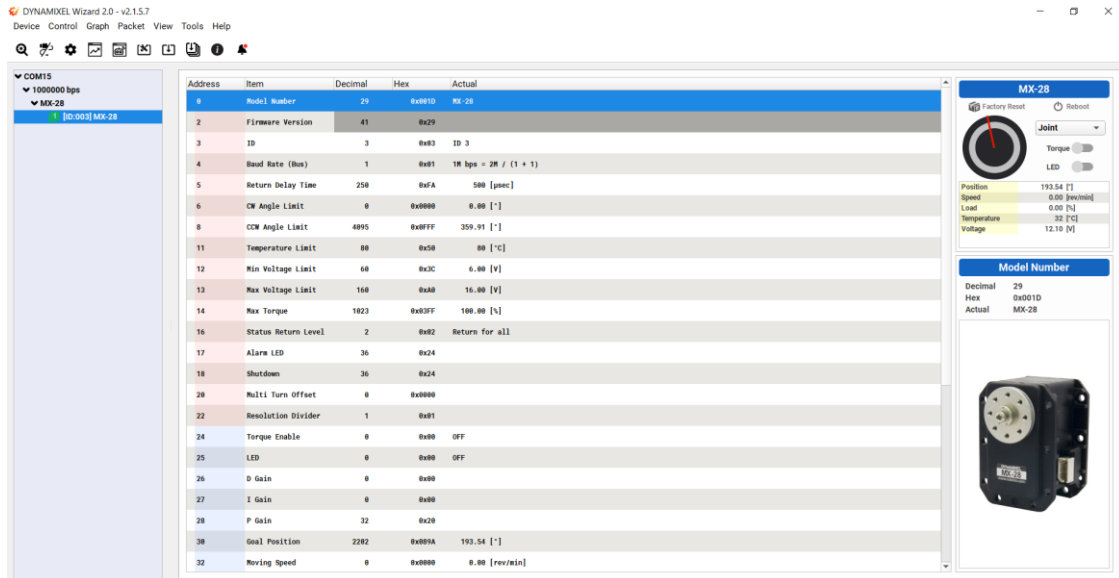 DYNAMIXEL Wizard 2.0 - v2.1.5.7
Device Control Graph Packet View Tools Help
COM15
1000000 bps
MX-28
1 [ID:003] MX-28
Address Item Decimal Hex Actual
0 Model Number 29 0x001D MX-28
2 Firmware Version 41 0x29
3 ID 3 0x03 ID 3
4 Baud Rate (Bus) 1 0x01 1M bps = 2M / (1 + 1)
5 Return Delay Time 250 0xFA 500 [μsec]
6 CW Angle Limit 0 0x0000 0.00 [°]
8 CCW Angle Limit 4095 0x0FFF 359.91 [°]
11 Temperature Limit 80 0x50 80 [°C]
12 Min Voltage Limit 60 0x3C 6.00 [V]
13 Max Voltage Limit 160 0xA0 16.00 [V]
14 Max Torque 1023 0x03FF 100.00 [%]
16 Status Return Level 2 0x02 Return for all
17 Alarm LED 36 0x24
18 Shutdown 36 0x24
20 Multi Turn Offset 0 0x0000
22 Resolution Divider 1 0x01
24 Torque Enable 0 0x00 OFF
25 LED 0 0x00 OFF
26 D Gain 0 0x00
27 I Gain 0 0x00
28 P Gain 32 0x20
30 Goal Position 2202 0x089A 193.54 [°]
32 Moving Speed 0 0x0000 0.00 [rev/min]
MX-28
Factory Reset Reboot
Joint
Torque
LED
Position 193.54 [°]
Speed 0.00 [rev/min]
Load 0.00 [%]
Temperature 32 [°C]
Voltage 12.10 [V]
Model Number
Decimal 29
Hex 0x001D
Actual MX-28
DYNAMIXEL
MX-28